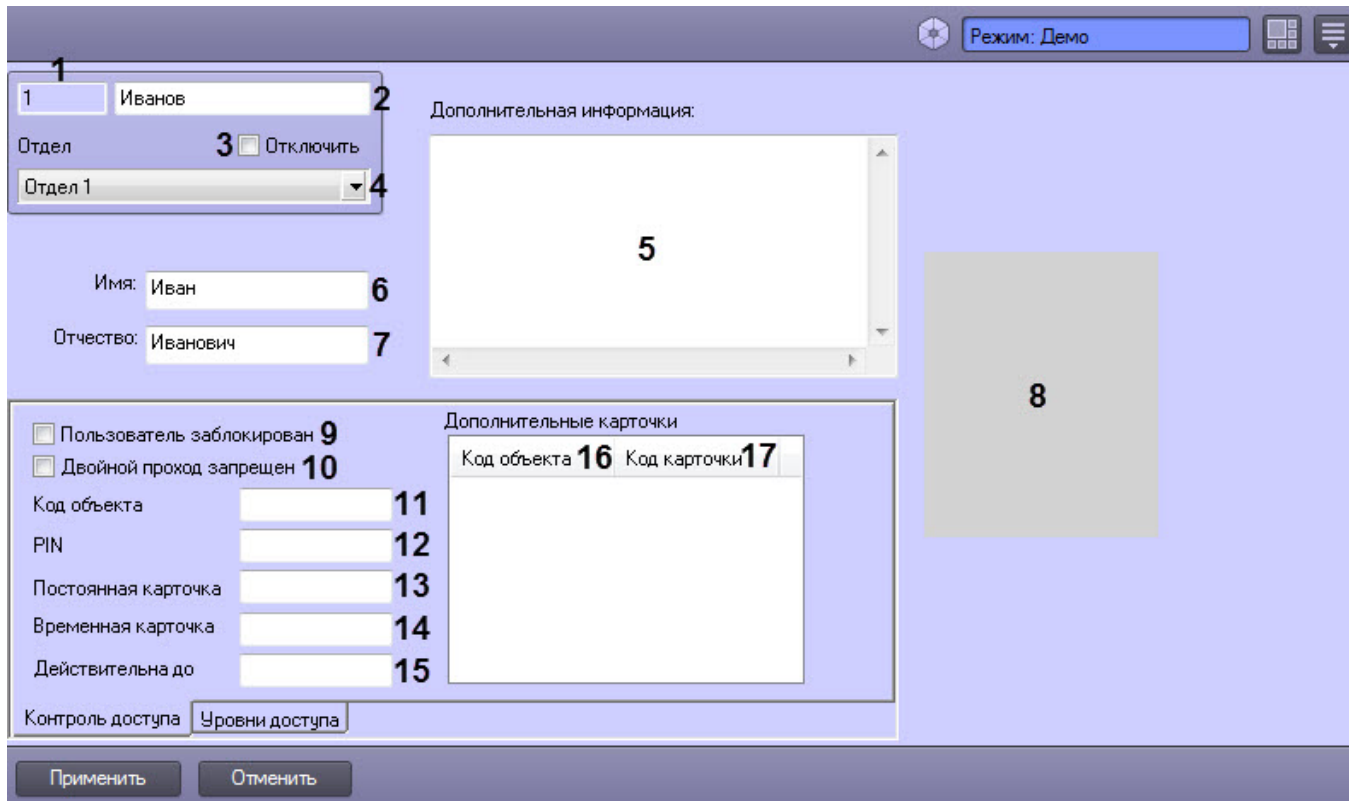 Режим: Демо
1
1 Иванов 2
Отдел 3 Отключить
Отдел 1 4
Дополнительная информация:
5
Имя: Иван 6
Отчество: Иванович 7
8
Пользователь заблокирован 9
Двойной проход запрещен 10
Код объекта 11
PIN 12
Постоянная карточка 13
Временная карточка 14
Действительна до 15
Дополнительные карточки
Код объекта 16 Код карточки 17
Контроль доступа Уровни доступа
Применить Отменить